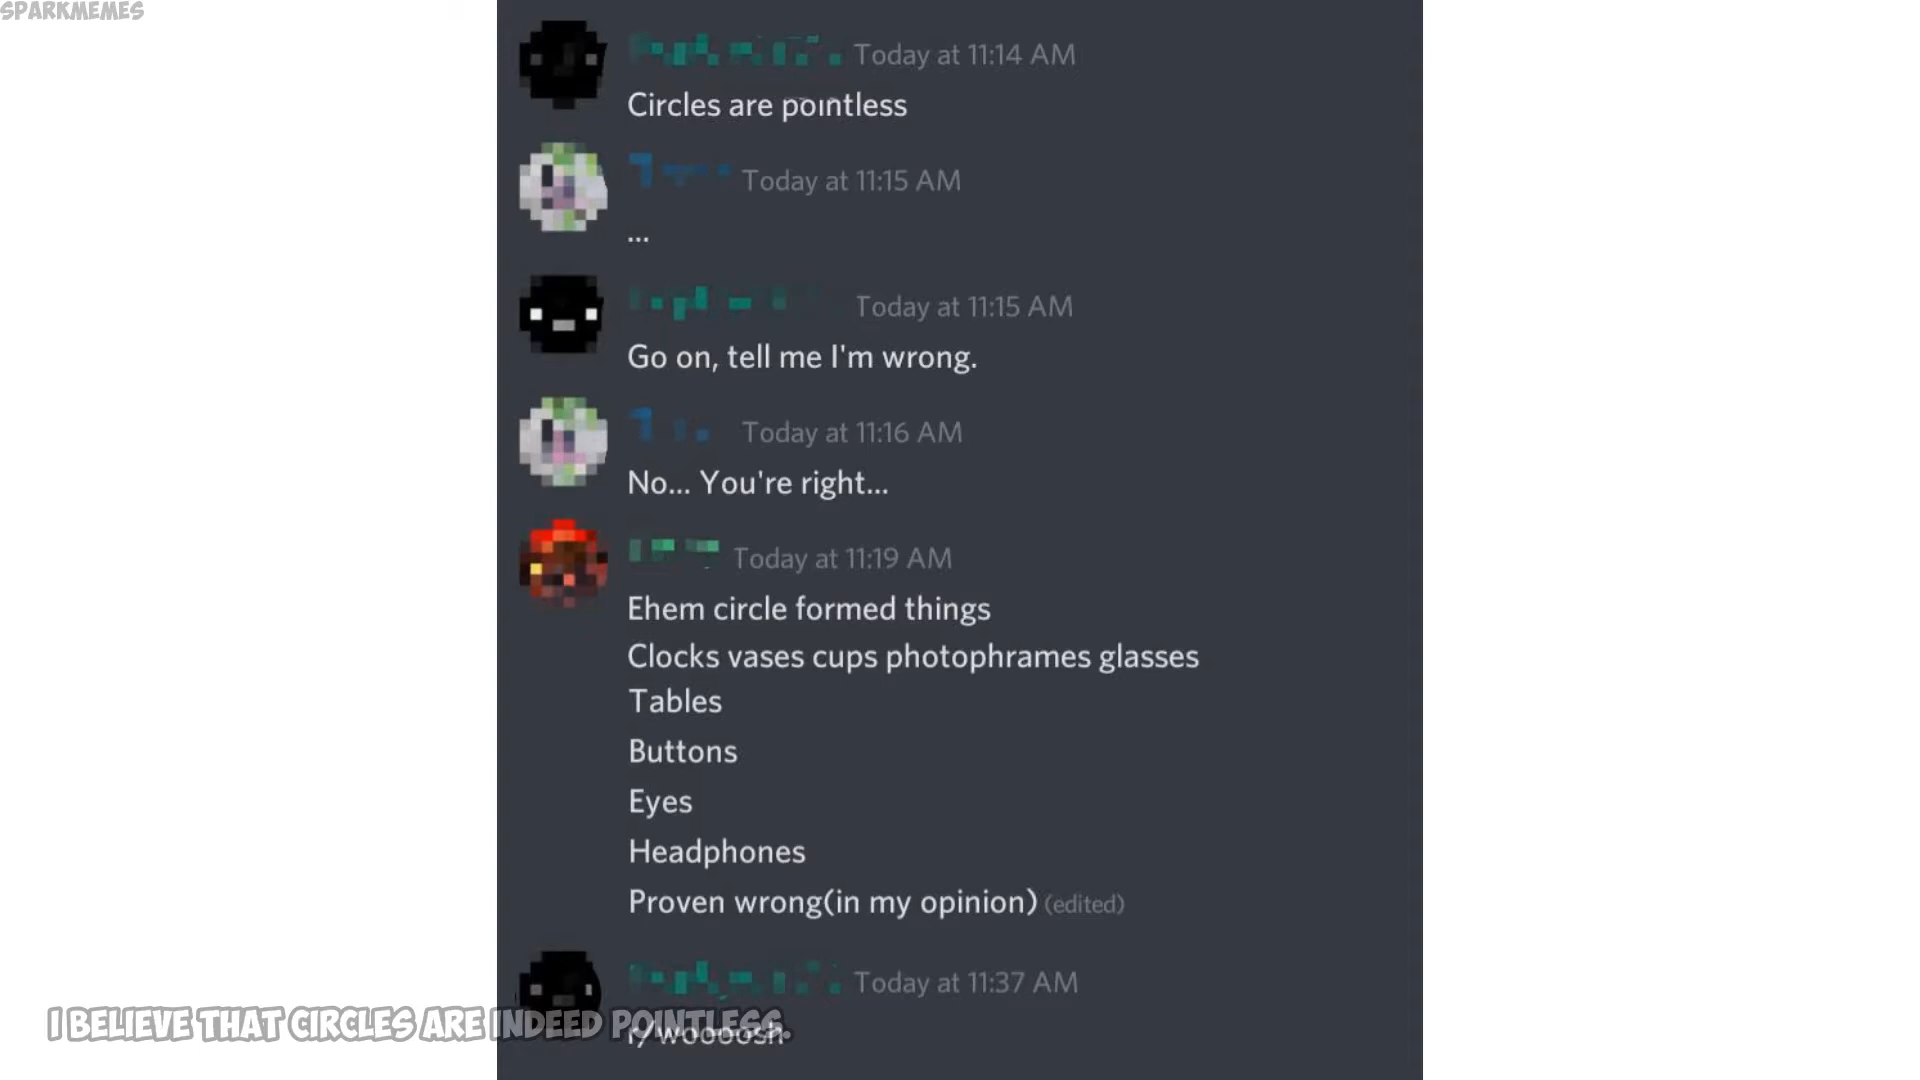 SPARKMEMES
Today at 11:14 AM
Circles are pointless
Today at 11:15 AM
...
Today at 11:15 AM
Go on, tell me I'm wrong.
Today at 11:16 AM
No... You're right...
Today at 11:19 AM
Ehem circle formed things
Clocks vases cups photophrames glasses
Tables
Buttons
Eyes
Headphones
Proven wrong(in my opinion) (edited)
Today at 11:37 AM
I BELIEVE THAT CIRCLES ARE INDEED POINTLESS.
r/woooosh